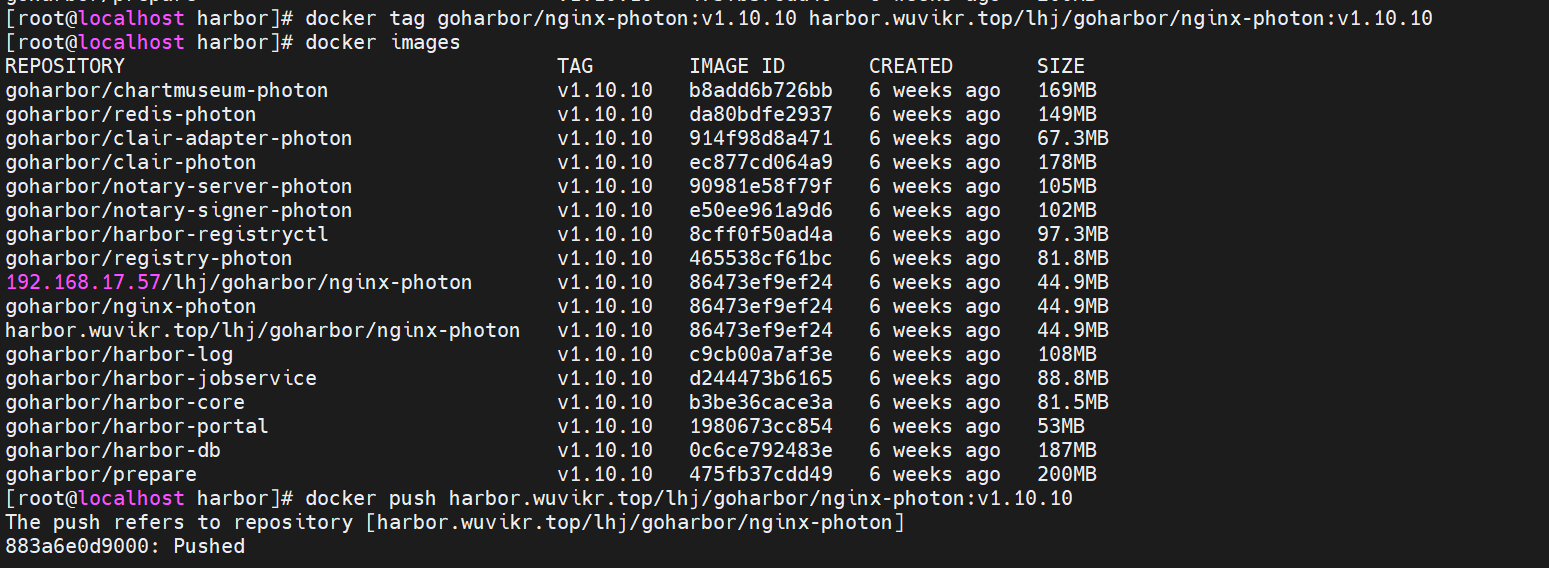 [root@localhost harbor]# docker tag goharbor/nginx-photon:v1.10.10 harbor.wuvikr.top/lhj/goharbor/nginx-photon:v1.10.10
[root@localhost harbor]# docker images
REPOSITORY TAG IMAGE ID CREATED SIZE
goharbor/chartmuseum-photon v1.10.10 b8add6b726bb 6 weeks ago 169MB
goharbor/redis-photon v1.10.10 da80bdfe2937 6 weeks ago 149MB
goharbor/clair-adapter-photon v1.10.10 914f98d8a471 6 weeks ago 67.3MB
goharbor/clair-photon v1.10.10 ec877cd064a9 6 weeks ago 178MB
goharbor/notary-server-photon v1.10.10 90981e58f79f 6 weeks ago 105MB
goharbor/notary-signer-photon v1.10.10 e50ee961a9d6 6 weeks ago 102MB
goharbor/harbor-registryctl v1.10.10 8cff0f50ad4a 6 weeks ago 97.3MB
goharbor/registry-photon v1.10.10 465538cf61bc 6 weeks ago 81.8MB
192.168.17.57/lhj/goharbor/nginx-photon v1.10.10 86473ef9ef24 6 weeks ago 44.9MB
goharbor/nginx-photon v1.10.10 86473ef9ef24 6 weeks ago 44.9MB
harbor.wuvikr.top/lhj/goharbor/nginx-photon v1.10.10 86473ef9ef24 6 weeks ago 44.9MB
goharbor/harbor-log v1.10.10 c9cb00a7af3e 6 weeks ago 108MB
goharbor/harbor-jobservice v1.10.10 d244473b6165 6 weeks ago 88.8MB
goharbor/harbor-core v1.10.10 b3be36cace3a 6 weeks ago 81.5MB
goharbor/harbor-portal v1.10.10 1980673cc854 6 weeks ago 53MB
goharbor/harbor-db v1.10.10 0c6ce792483e 6 weeks ago 187MB
goharbor/prepare v1.10.10 475fb37cdd49 6 weeks ago 200MB
[root@localhost harbor]# docker push harbor.wuvikr.top/lhj/goharbor/nginx-photon:v1.10.10
The push refers to repository [harbor.wuvikr.top/lhj/goharbor/nginx-photon]
883a6e0d9000: Pushed